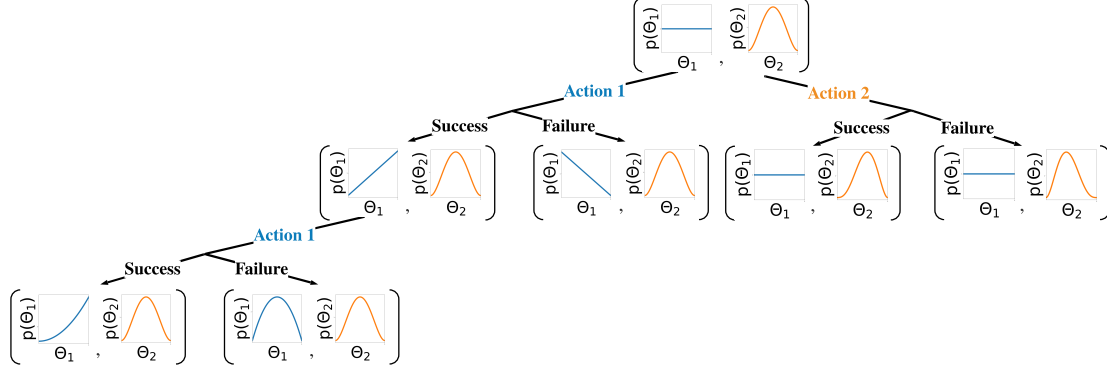 p(Θ1) p(Θ2)
Θ1 , Θ2
Action 1 Action 2
Success Failure Success Failure
p(Θ1) p(Θ2) p(Θ1) p(Θ2) p(Θ1) p(Θ2) p(Θ1) p(Θ2)
Θ1 , Θ2 Θ1 , Θ2 Θ1 , Θ2 Θ1 , Θ2
Action 1
Success Failure
p(Θ1) p(Θ2) p(Θ1) p(Θ2)
Θ1 , Θ2 Θ1 , Θ2